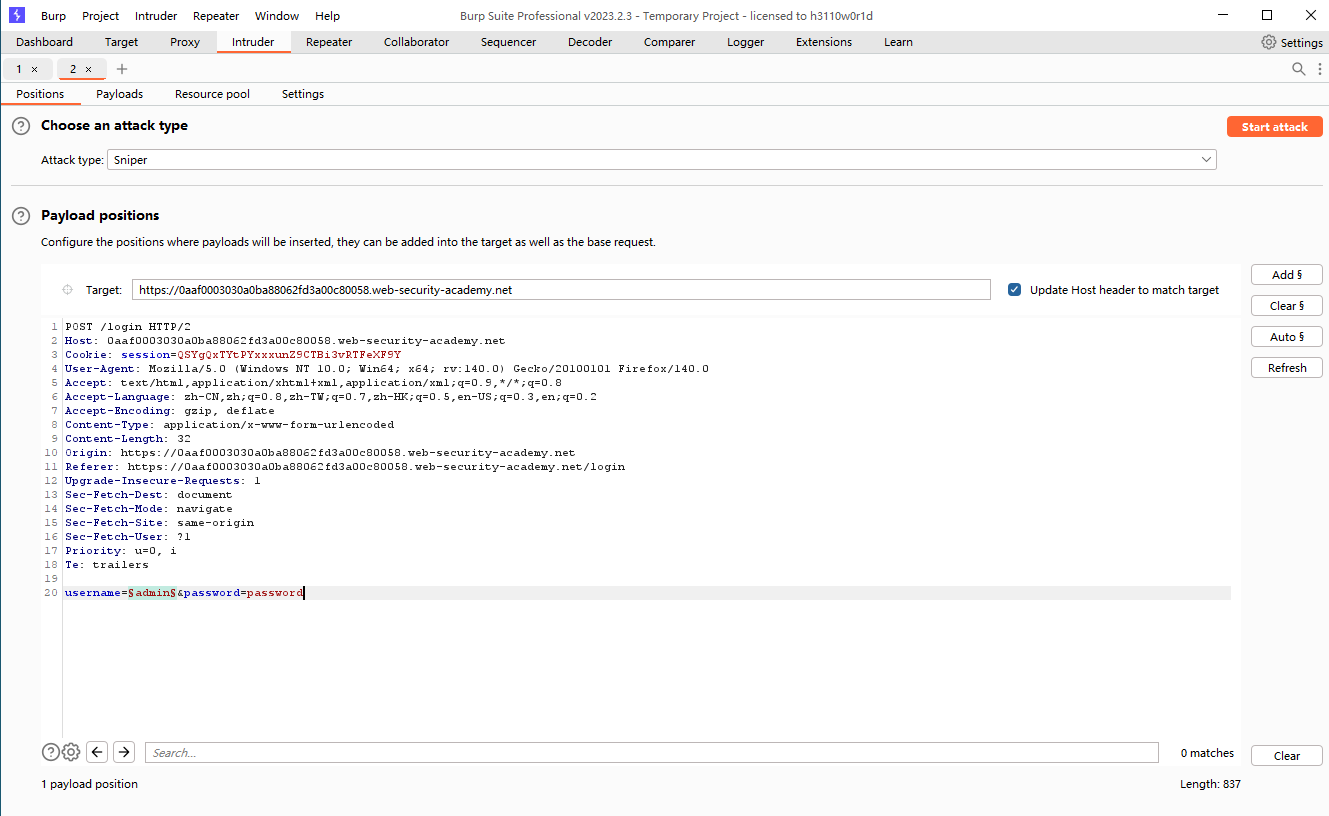 Burp Project Intruder Repeater Window Help Burp Suite Professional v2023.2.3 - Temporary Project - licensed to h3110w0r1d
Dashboard Target Proxy Intruder Repeater Collaborator Sequencer Decoder Comparer Logger Extensions Learn Settings
1 × 2 × +
Positions Payloads Resource pool Settings
? Choose an attack type Start attack
Attack type: Sniper
? Payload positions
Configure the positions where payloads will be inserted, they can be added into the target as well as the base request.
Target: https://0aaf0003030a0ba88062fd3a00c80058.web-security-academy.net Update Host header to match target Add §
Clear §
Auto §
Refresh
1 POST /login HTTP/2
2 Host: 0aaf0003030a0ba88062fd3a00c80058.web-security-academy.net
3 Cookie: session=QSYgQxTYtPYxxxunZ9CTBi3vRTFeXF9Y
4 User-Agent: Mozilla/5.0 (Windows NT 10.0; Win64; x64; rv:140.0) Gecko/20100101 Firefox/140.0
5 Accept: text/html,application/xhtml+xml,application/xml;q=0.9,*/*;q=0.8
6 Accept-Language: zh-CN,zh;q=0.8,zh-TW;q=0.7,zh-HK;q=0.5,en-US;q=0.3,en;q=0.2
7 Accept-Encoding: gzip, deflate
8 Content-Type: application/x-www-form-urlencoded
9 Content-Length: 32
10 Origin: https://0aaf0003030a0ba88062fd3a00c80058.web-security-academy.net
11 Referer: https://0aaf0003030a0ba88062fd3a00c80058.web-security-academy.net/login
12 Upgrade-Insecure-Requests: 1
13 Sec-Fetch-Dest: document
14 Sec-Fetch-Mode: navigate
15 Sec-Fetch-Site: same-origin
16 Sec-Fetch-User: ?1
17 Priority: u=0, i
18 Te: trailers
19
20 username=§admin§&password=password
? Search... 0 matches Clear
1 payload position Length: 837